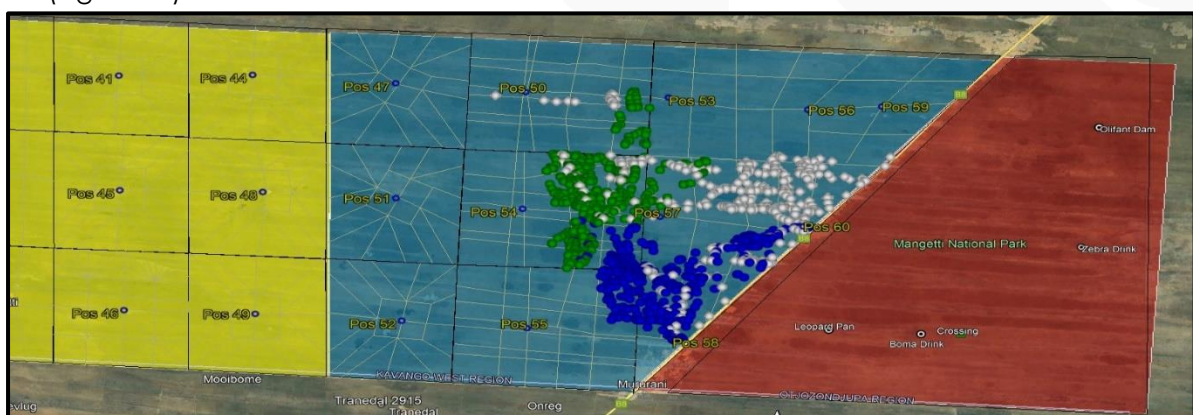 Pos 41
Pos 44
Pos 47
Pos 50
Pos 53
Pos 56
Pos 59
Olifant Dam
Pos 45
Pos 48
Pos 51
Pos 54
Pos 57
Pos 60
Mangetti National Park
Zebra Drink
Pos 46
Pos 49
Pos 52
Pos 55
Pos 58
Leopard Pan
Crossing
Boma Drink
Mooibome
KAVANGO WEST REGION
OTJOZONDJUPA REGION
Tranedal 2915
Tranedal
Onreg